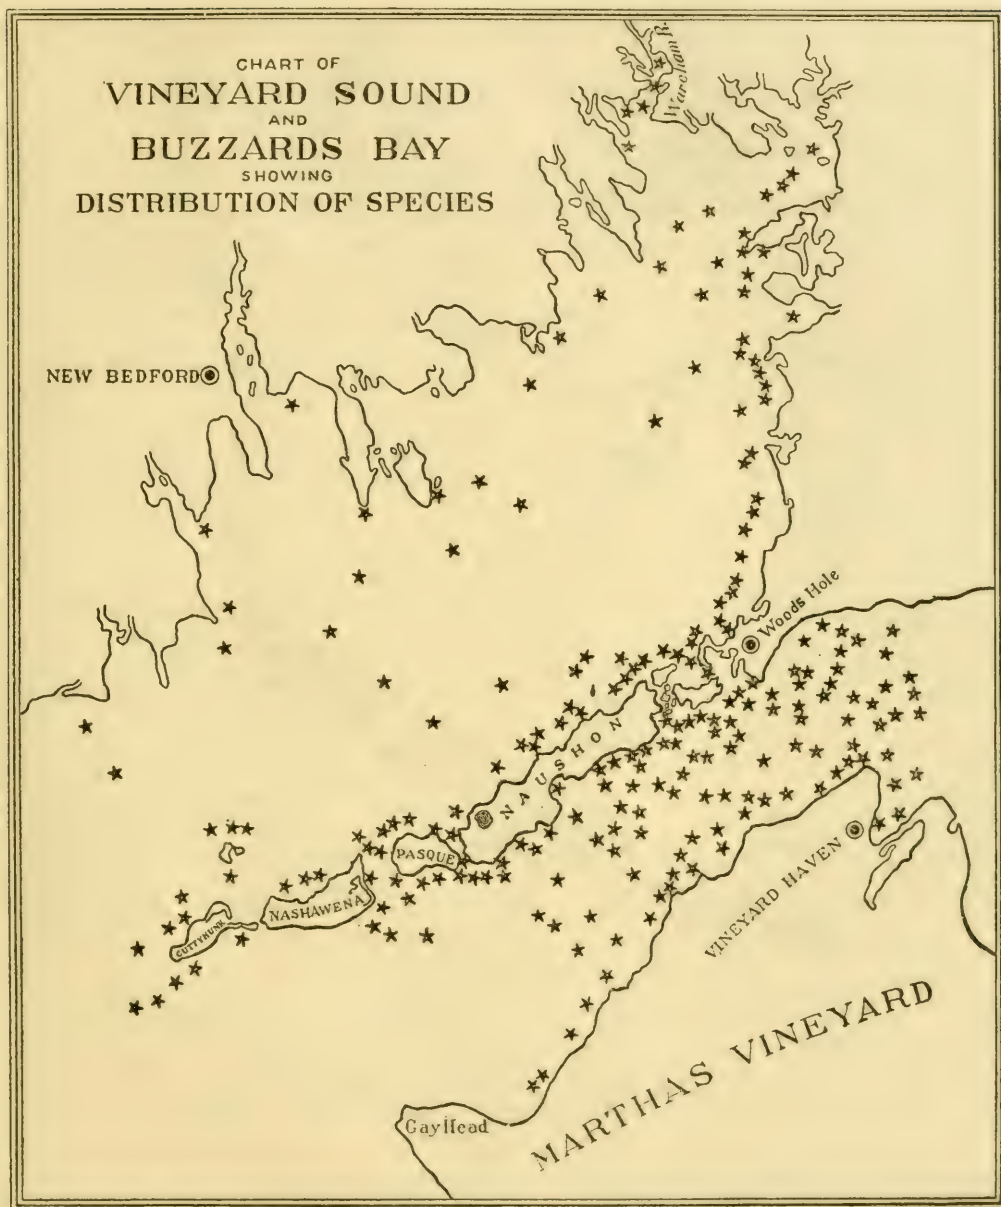 CHART OF
VINEYARD SOUND
AND
BUZZARDS BAY
SHOWING
DISTRIBUTION OF SPECIES
Wareham R.
NEW BEDFORD
Woods Hole
NAUSHON
PASQUE
NASHAWENA
CUTTYHUNK
VINEYARD HAVEN
MARTHAS VINEYARD
Gay Head